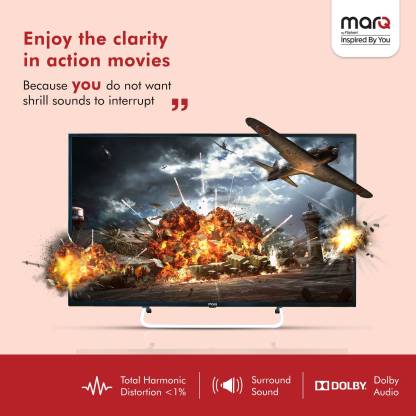 marQ
by Flipkart
Inspired By You
Enjoy the clarity
in action movies
Because you do not want
shrill sounds to interrupt ”
marQ
Total Harmonic
Distortion <1%
Surround
Sound
DOLBY
Dolby
Audio